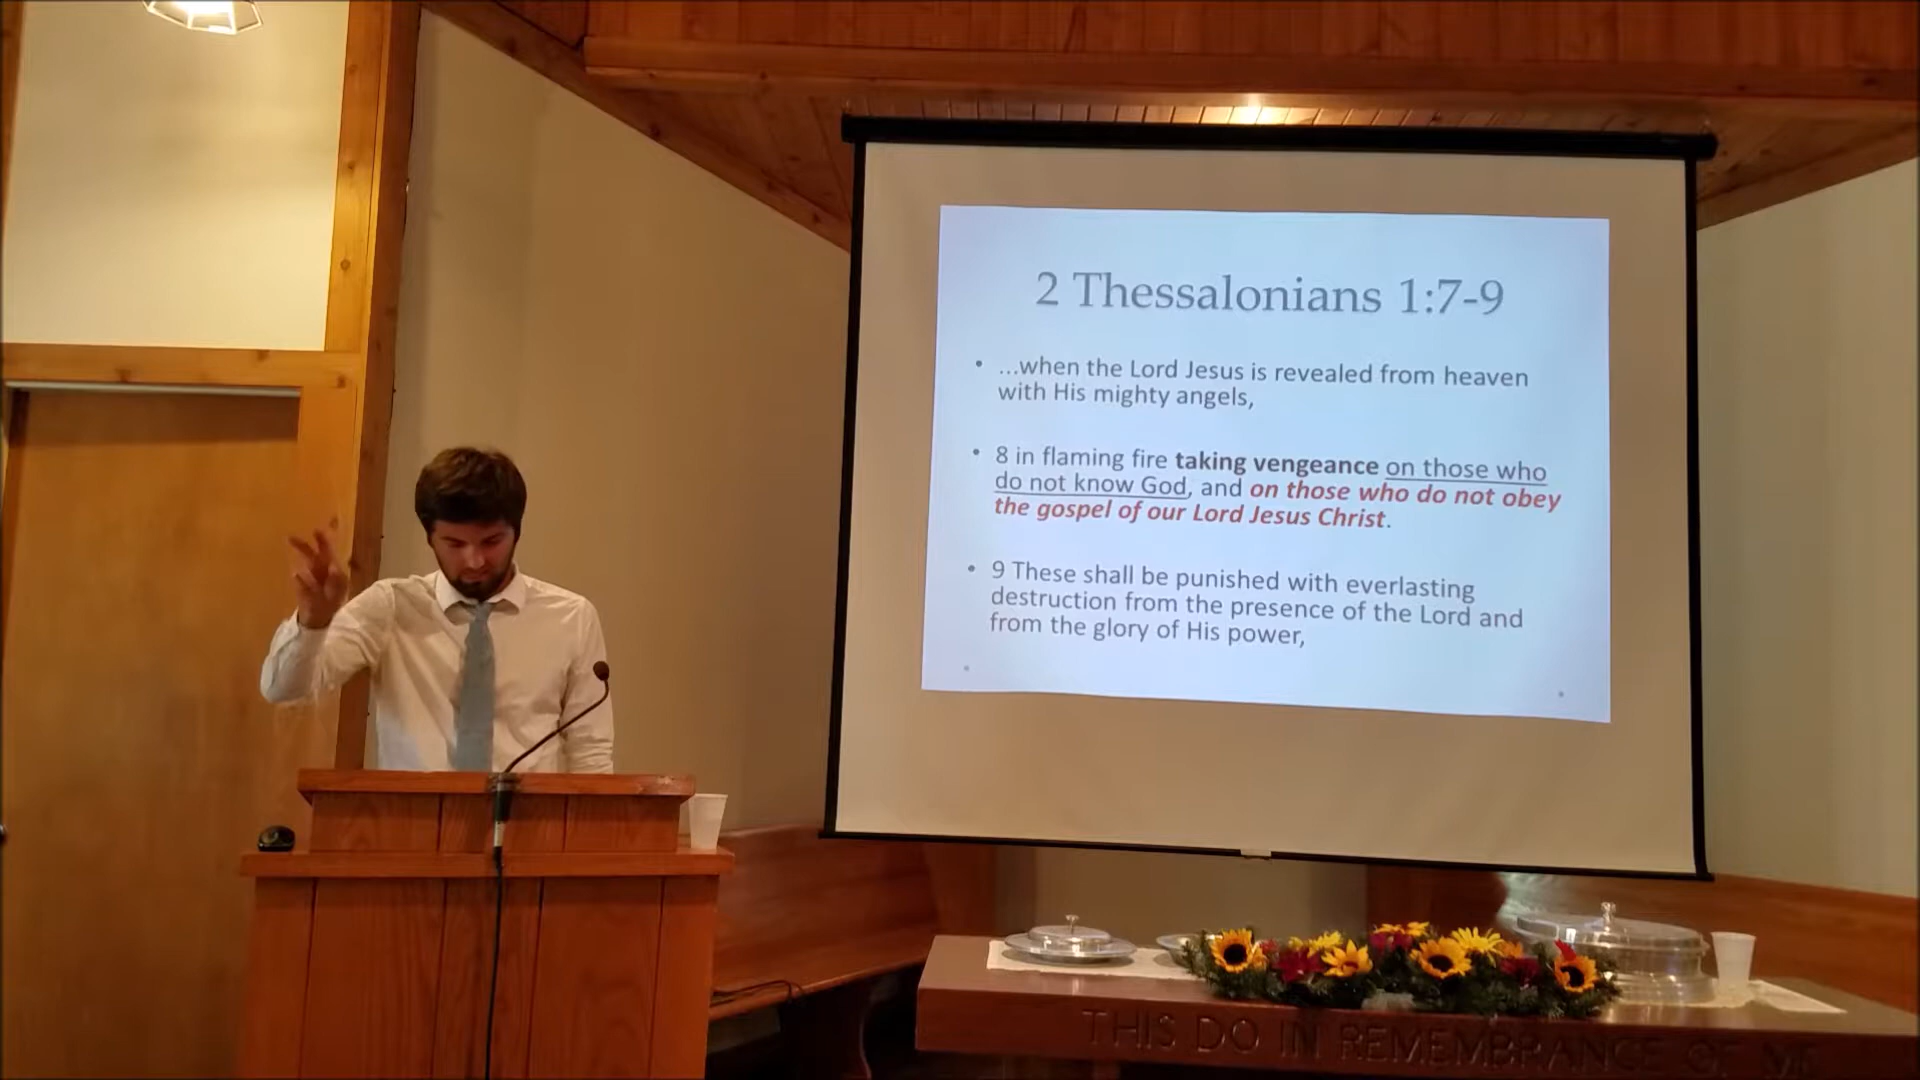 2 Thessalonians 1:7-9
• ...when the Lord Jesus is revealed from heaven
with His mighty angels,
• 8 in flaming fire taking vengeance on those who
do not know God, and on those who do not obey
the gospel of our Lord Jesus Christ.
• 9 These shall be punished with everlasting
destruction from the presence of the Lord and
from the glory of His power,
THIS DO IN REMEMBRANCE OF ME